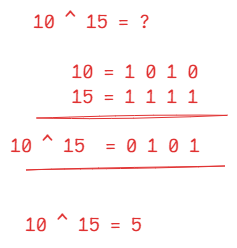 10 ^ 15 = ?
10 = 1 0 1 0
15 = 1 1 1 1
10 ^ 15 = 0 1 0 1
10 ^ 15 = 5